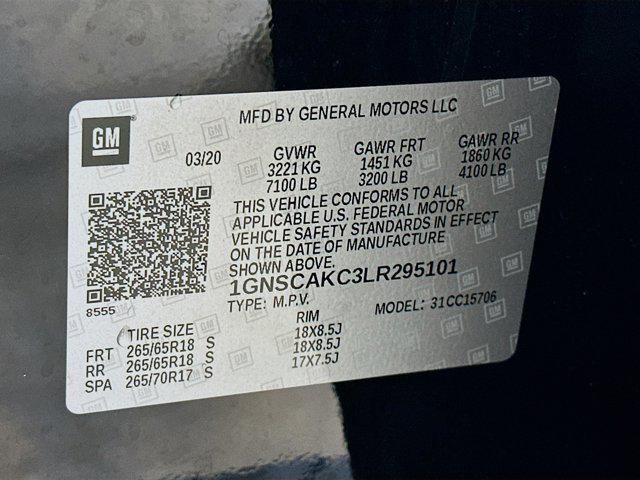 MFD BY GENERAL MOTORS LLC
GM
03/20
GVWR GAWR FRT GAWR RR
3221 KG 1451 KG 1860 KG
7100 LB 3200 LB 4100 LB
THIS VEHICLE CONFORMS TO ALL
APPLICABLE U.S. FEDERAL MOTOR
VEHICLE SAFETY STANDARDS IN EFFECT
ON THE DATE OF MANUFACTURE
SHOWN ABOVE.
1GNSCAKC3LR295101
8555
TYPE: M.P.V. MODEL: 31CC15706
TIRE SIZE RIM
FRT 265/65R18 S 18X8.5J
RR 265/65R18 S 18X8.5J
SPA 265/70R17 S 17X7.5J